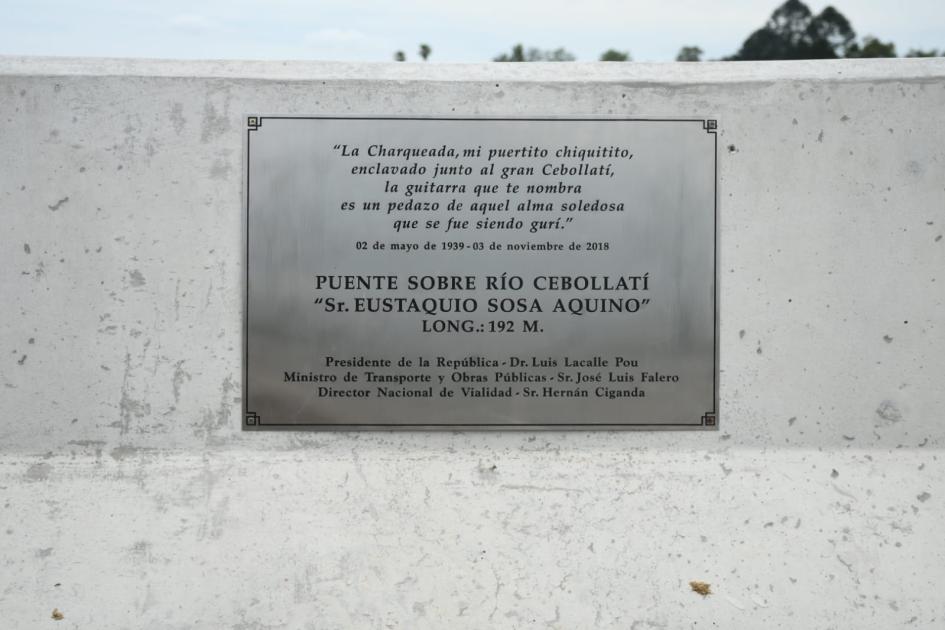 “La Charqueada, mi puertito chiquitito,
enclavado junto al gran Cebollatí,
la guitarra que te nombra
es un pedazo de aquel alma soledosa
que se fue siendo gurí.”
02 de mayo de 1939 - 03 de noviembre de 2018
PUENTE SOBRE RÍO CEBOLLATÍ
“Sr. EUSTAQUIO SOSA AQUINO”
LONG.: 192 M.
Presidente de la República - Dr. Luis Lacalle Pou
Ministro de Transporte y Obras Públicas - Sr. José Luis Falero
Director Nacional de Vialidad - Sr. Hernán Ciganda